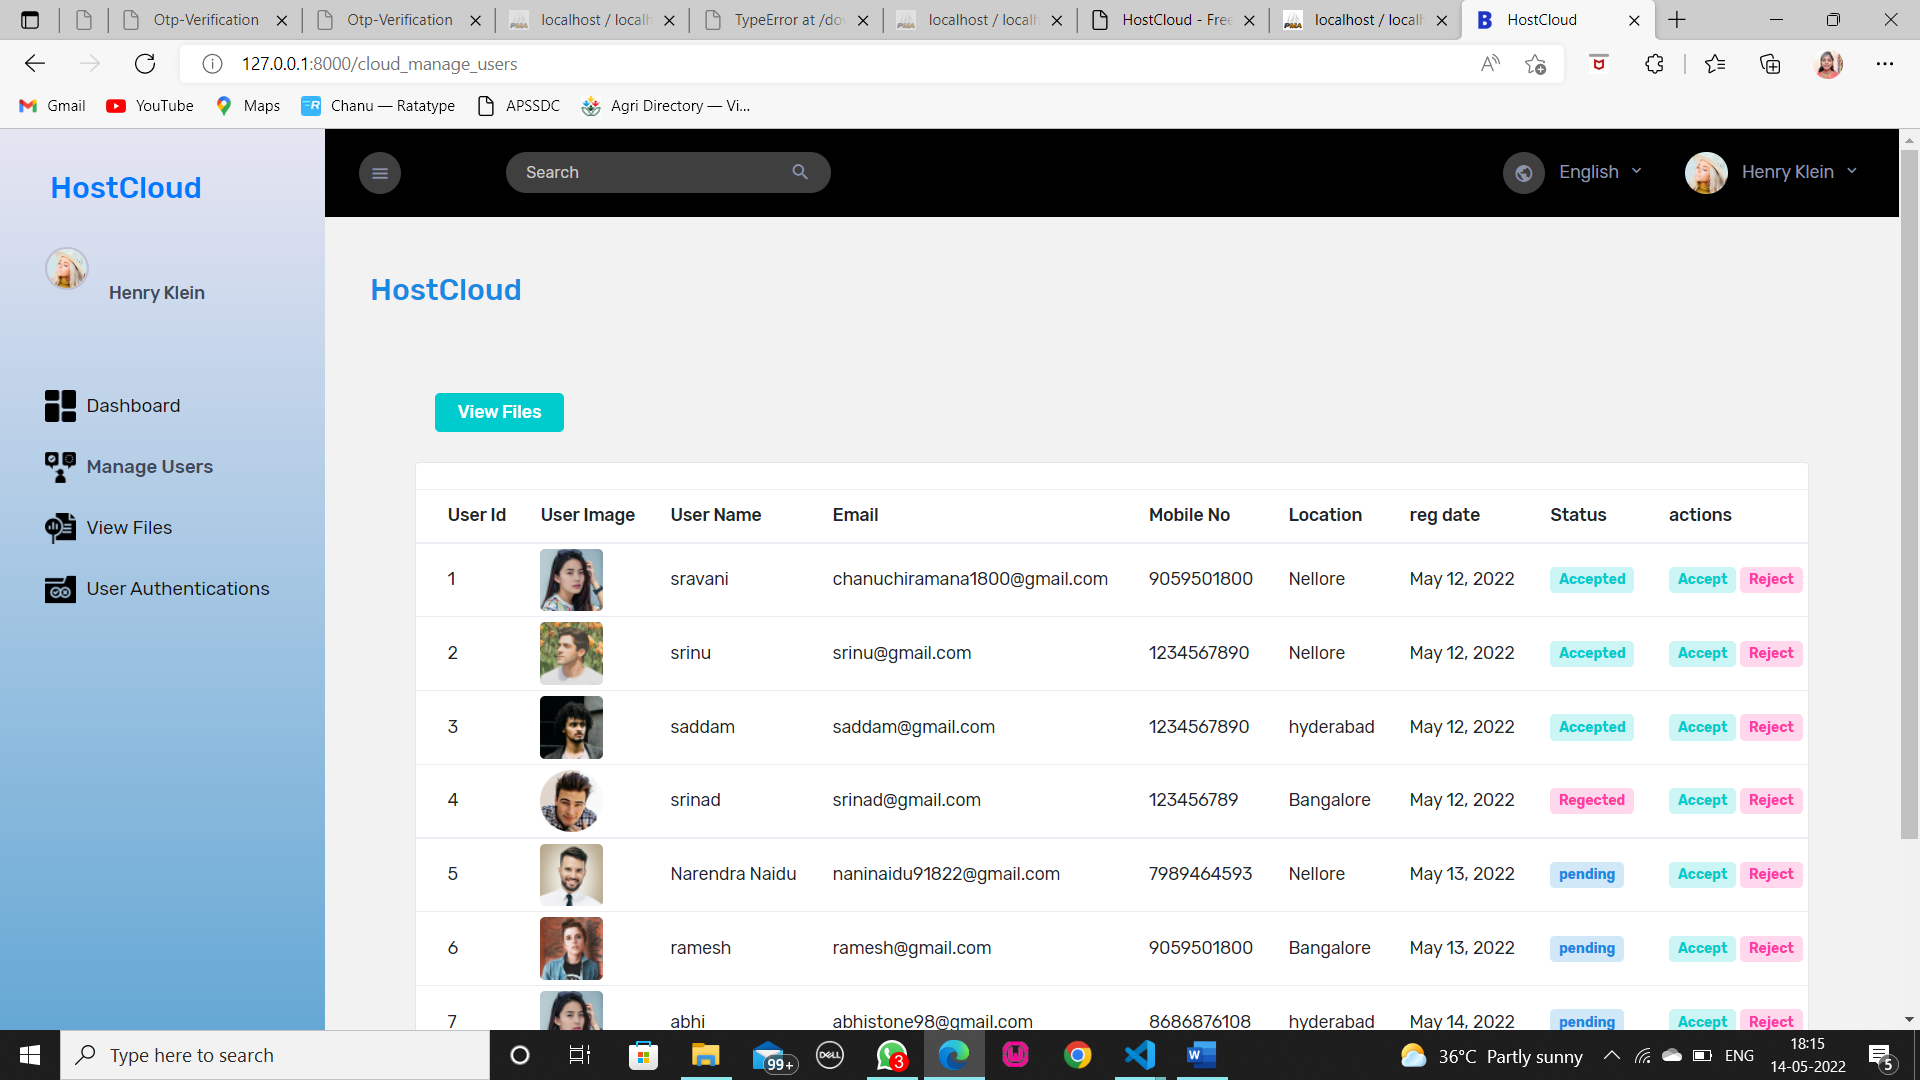 Otp-Verification
Otp-Verification
localhost / localh
TypeError at /do
localhost / localh
HostCloud - Free
localhost / localh
HostCloud
127.0.0.1:8000/cloud_manage_users
Gmail
YouTube
Maps
Chanu — Ratatype
APSSDC
Agri Directory — Vi...
HostCloud
Search
English
Henry Klein
Henry Klein
HostCloud
Dashboard
Manage Users
View Files
User Authentications
View Files
User Id User Image User Name Email Mobile No Location reg date Status actions
1 sravani chanuchiramana1800@gmail.com 9059501800 Nellore May 12, 2022 Accepted Accept Reject
2 srinu srinu@gmail.com 1234567890 Nellore May 12, 2022 Accepted Accept Reject
3 saddam saddam@gmail.com 1234567890 hyderabad May 12, 2022 Accepted Accept Reject
4 srinad srinad@gmail.com 123456789 Bangalore May 12, 2022 Regected Accept Reject
5 Narendra Naidu naninaidu91822@gmail.com 7989464593 Nellore May 13, 2022 pending Accept Reject
6 ramesh ramesh@gmail.com 9059501800 Bangalore May 13, 2022 pending Accept Reject
7 abhi abhistone98@gmail.com 8686876108 hyderabad May 14, 2022 pending Accept Reject
Type here to search
99+
DELL
3
36°C Partly sunny
ENG
18:15
14-05-2022
5